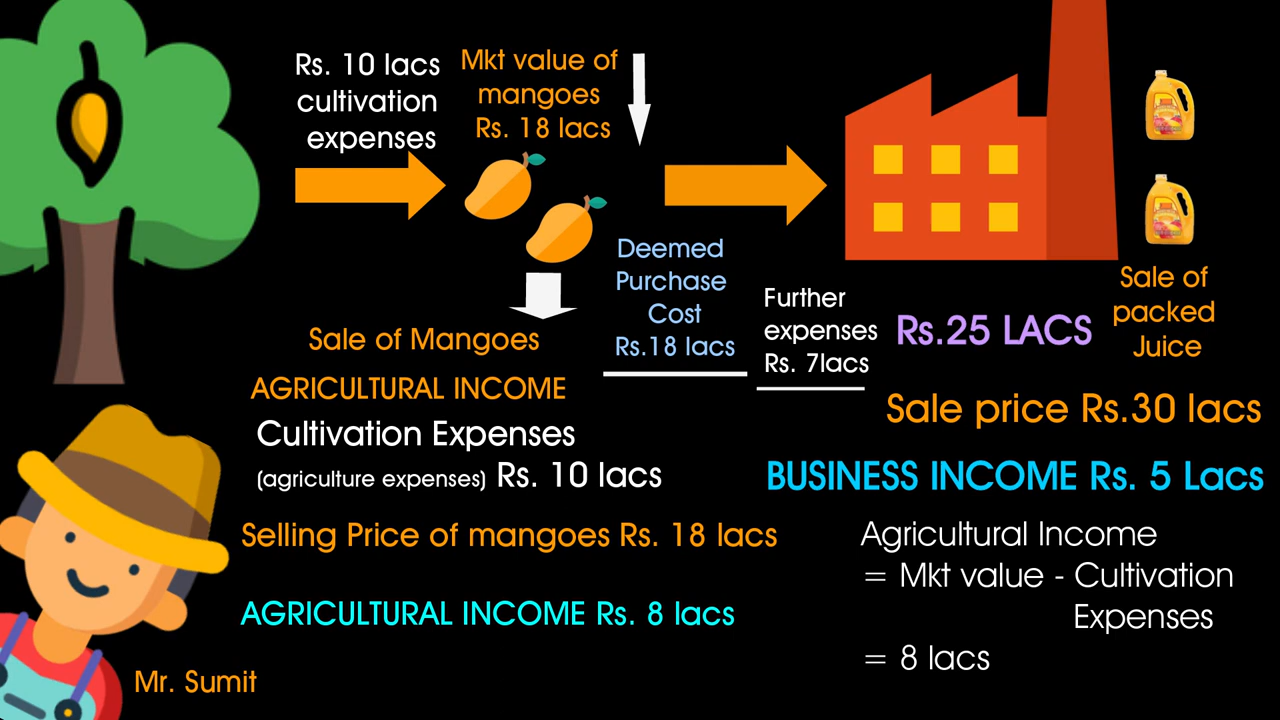 Rs. 10 lacs
cultivation
expenses
Mkt value of
mangoes
Rs. 18 lacs
Deemed
Purchase
Cost
Rs.18 lacs
Further
expenses
Rs. 7lacs
Rs.25 LACS
Sale of
packed
Juice
Sale of Mangoes
AGRICULTURAL INCOME
Cultivation Expenses
(agriculture expenses) Rs. 10 lacs
Selling Price of mangoes Rs. 18 lacs
AGRICULTURAL INCOME Rs. 8 lacs
Sale price Rs.30 lacs
BUSINESS INCOME Rs. 5 Lacs
Agricultural Income
= Mkt value - Cultivation
Expenses
= 8 lacs
Mr. Sumit